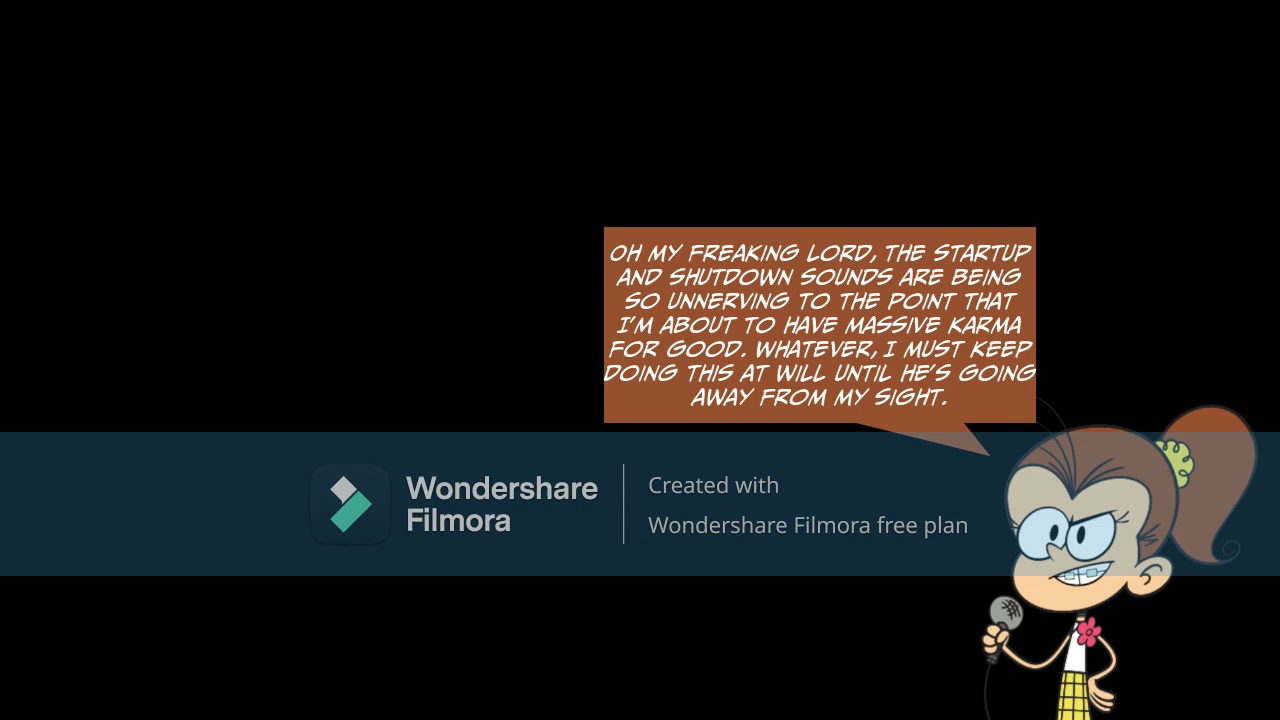 OH MY FREAKING LORD, THE STARTUP
AND SHUTDOWN SOUNDS ARE BEING
SO UNNERVING TO THE POINT THAT
I'M ABOUT TO HAVE MASSIVE KARMA
FOR GOOD. WHATEVER, I MUST KEEP
DOING THIS AT WILL UNTIL HE'S GOING
AWAY FROM MY SIGHT.
Wondershare
Filmora
Created with
Wondershare Filmora free plan